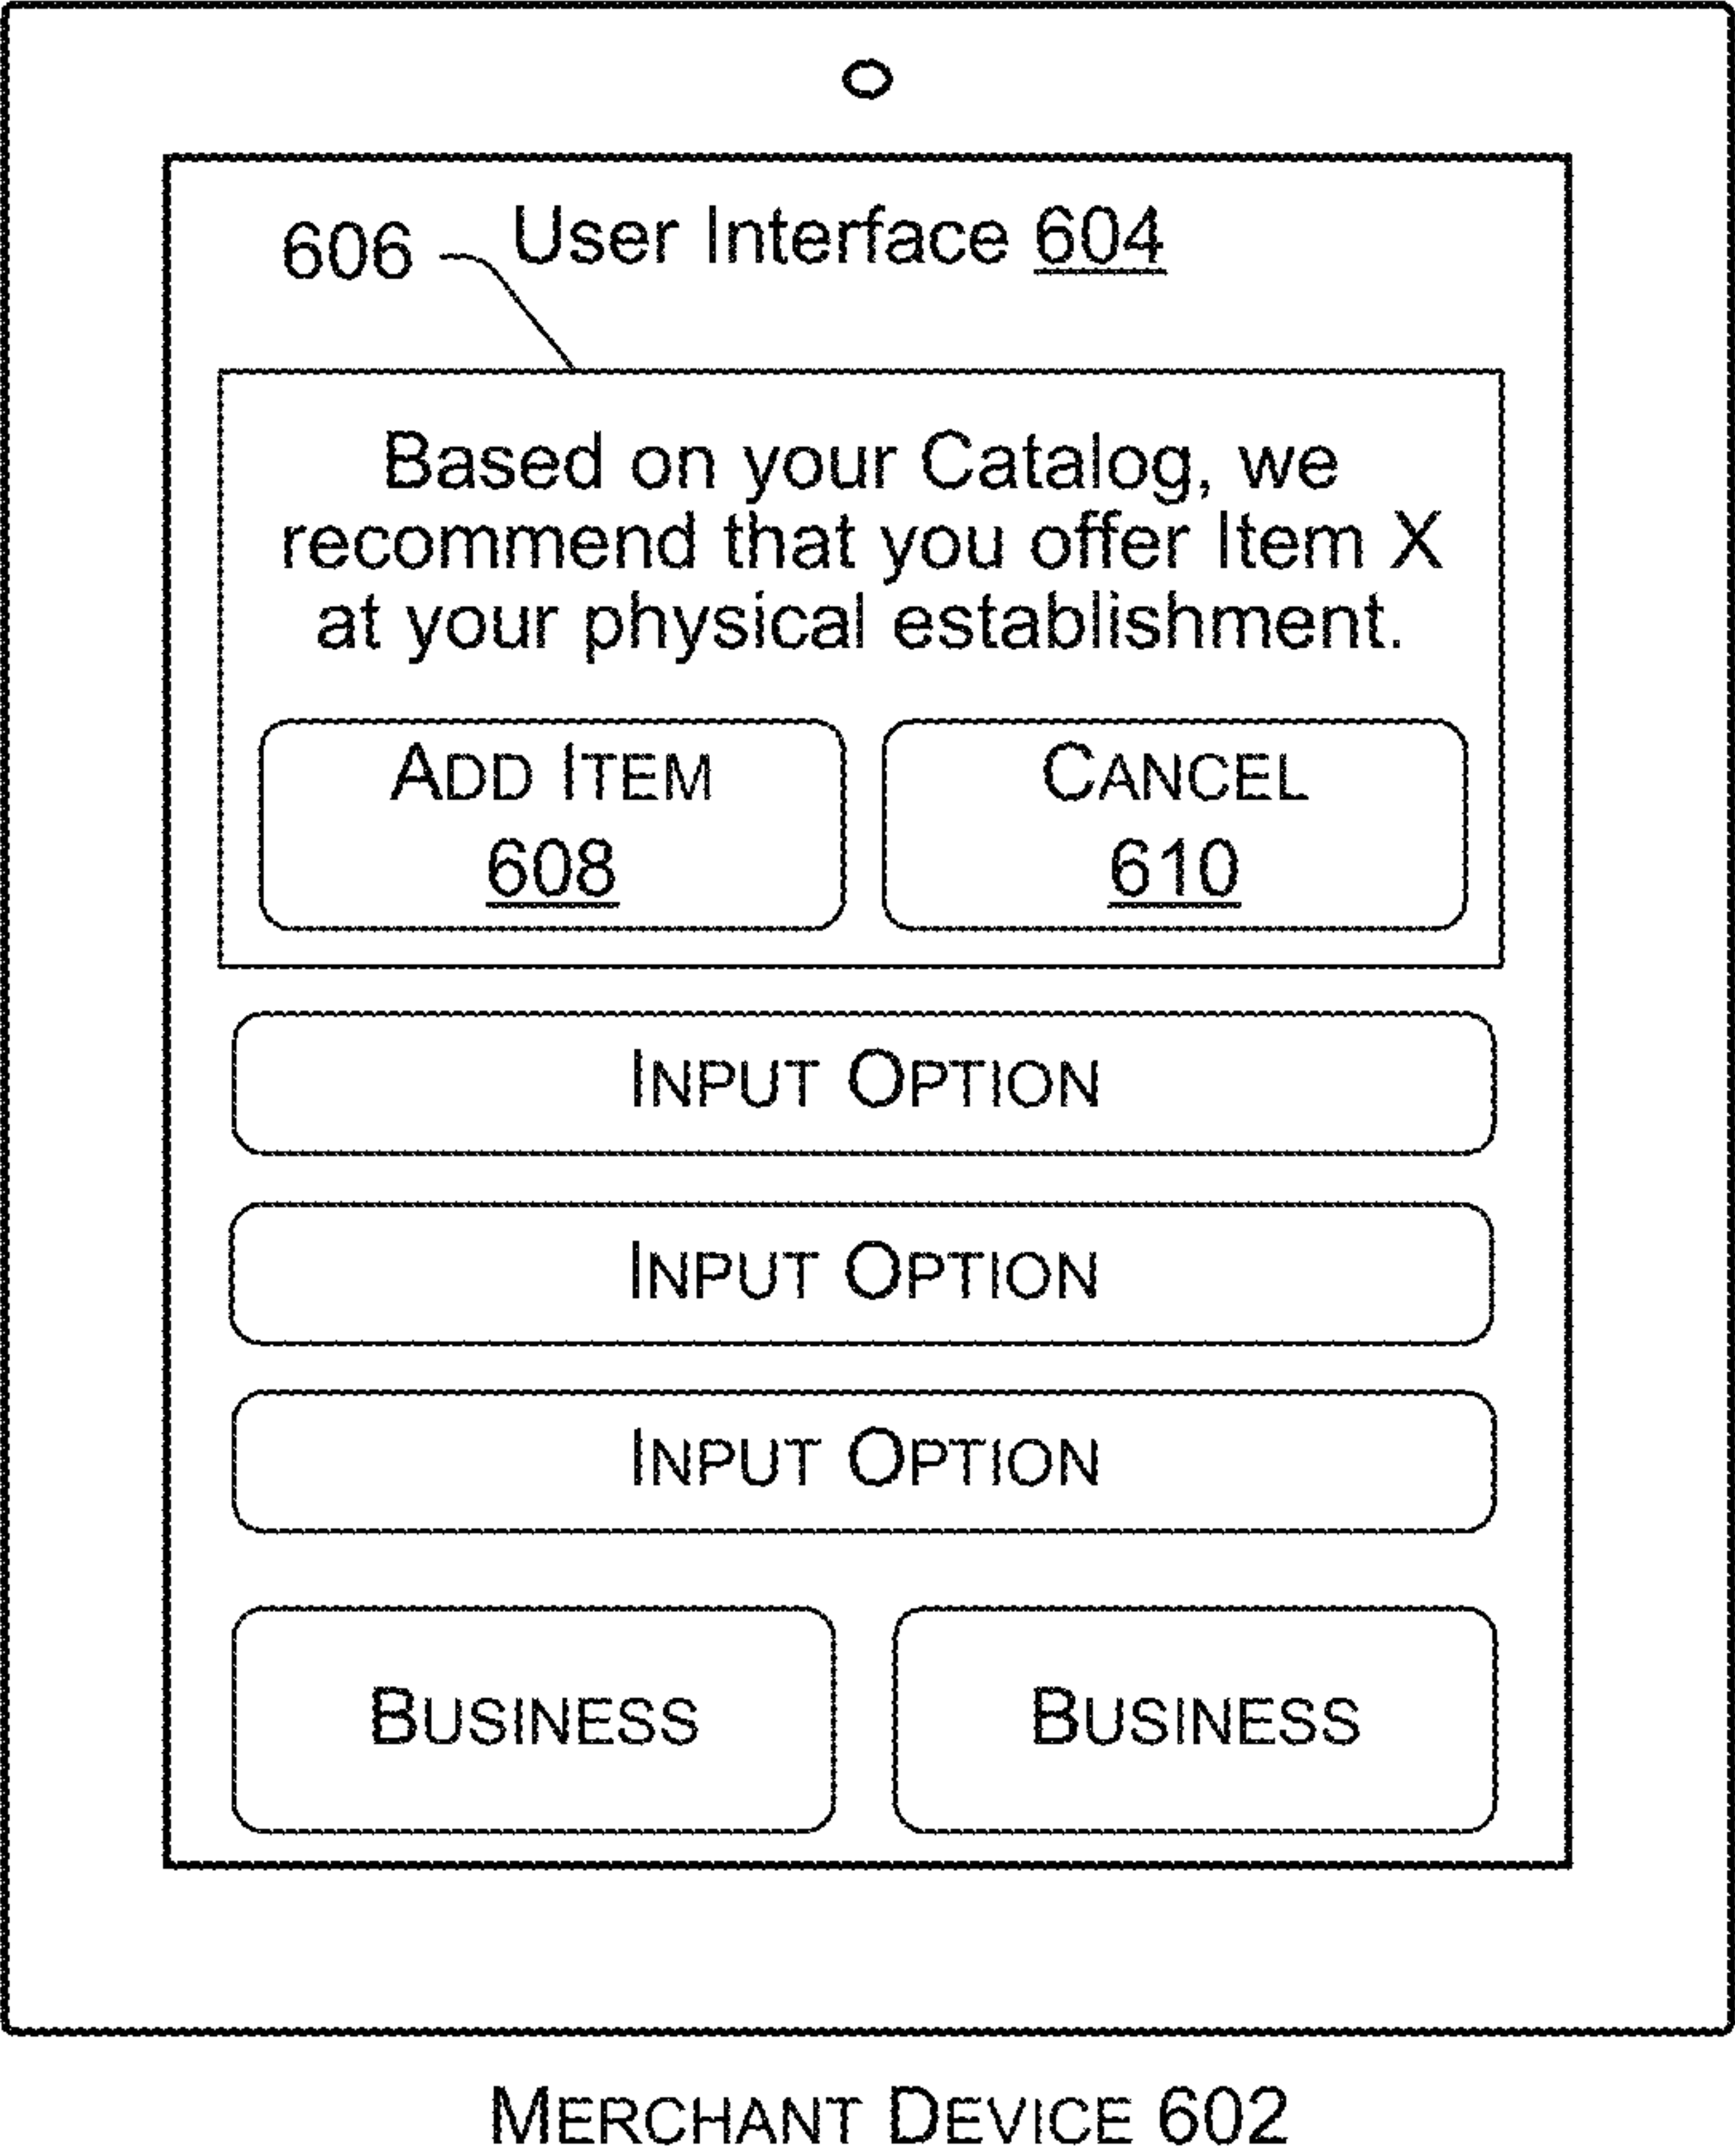 606 User Interface 604
Based on your Catalog, we
recommend that you offer Item X
at your physical establishment.
ADD ITEM
608
CANCEL
610
INPUT OPTION
INPUT OPTION
INPUT OPTION
BUSINESS
BUSINESS
MERCHANT DEVICE 602